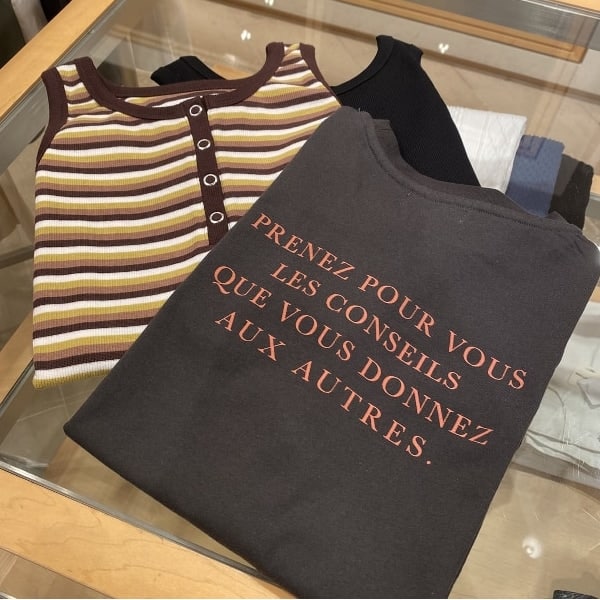 PRENEZ POUR VOUS
LES CONSEILS
QUE VOUS DONNEZ
AUX AUTRES.